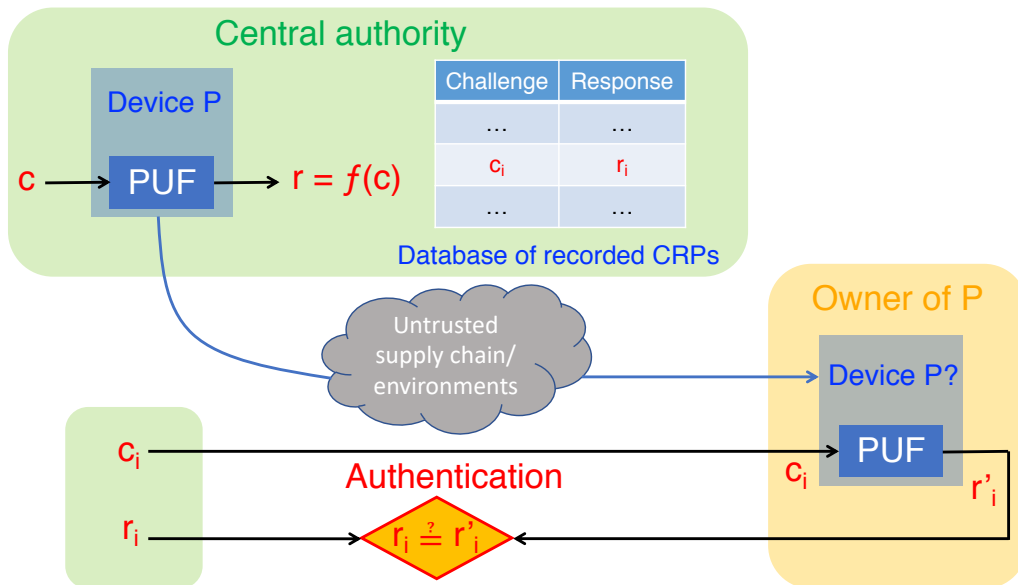 Central authority
Device P
c
PUF
r = f(c)
Challenge Response
... ...
cᵢ rᵢ
... ...
Database of recorded CRPs
Untrusted
supply chain/
environments
Owner of P
Device P?
PUF
cᵢ
cᵢ
r'ᵢ
Authentication
rᵢ
rᵢ ≟ r'ᵢ